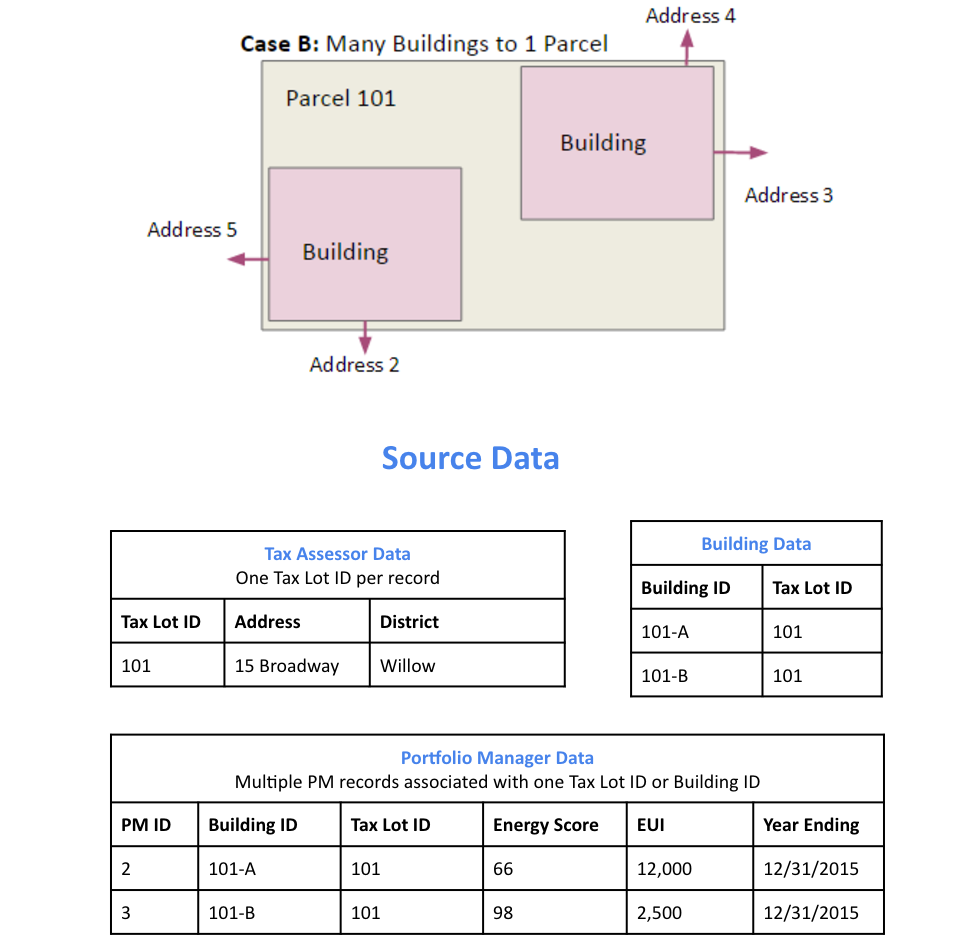 Address 4
Case B: Many Buildings to 1 Parcel
Parcel 101
Building
Address 3
Address 5
Building
Address 2
Source Data
Tax Assessor Data
One Tax Lot ID per record
Tax Lot ID Address District
101 15 Broadway Willow
Building Data
Building ID Tax Lot ID
101-A 101
101-B 101
Portfolio Manager Data
Multiple PM records associated with one Tax Lot ID or Building ID
PM ID Building ID Tax Lot ID Energy Score EUI Year Ending
2 101-A 101 66 12,000 12/31/2015
3 101-B 101 98 2,500 12/31/2015